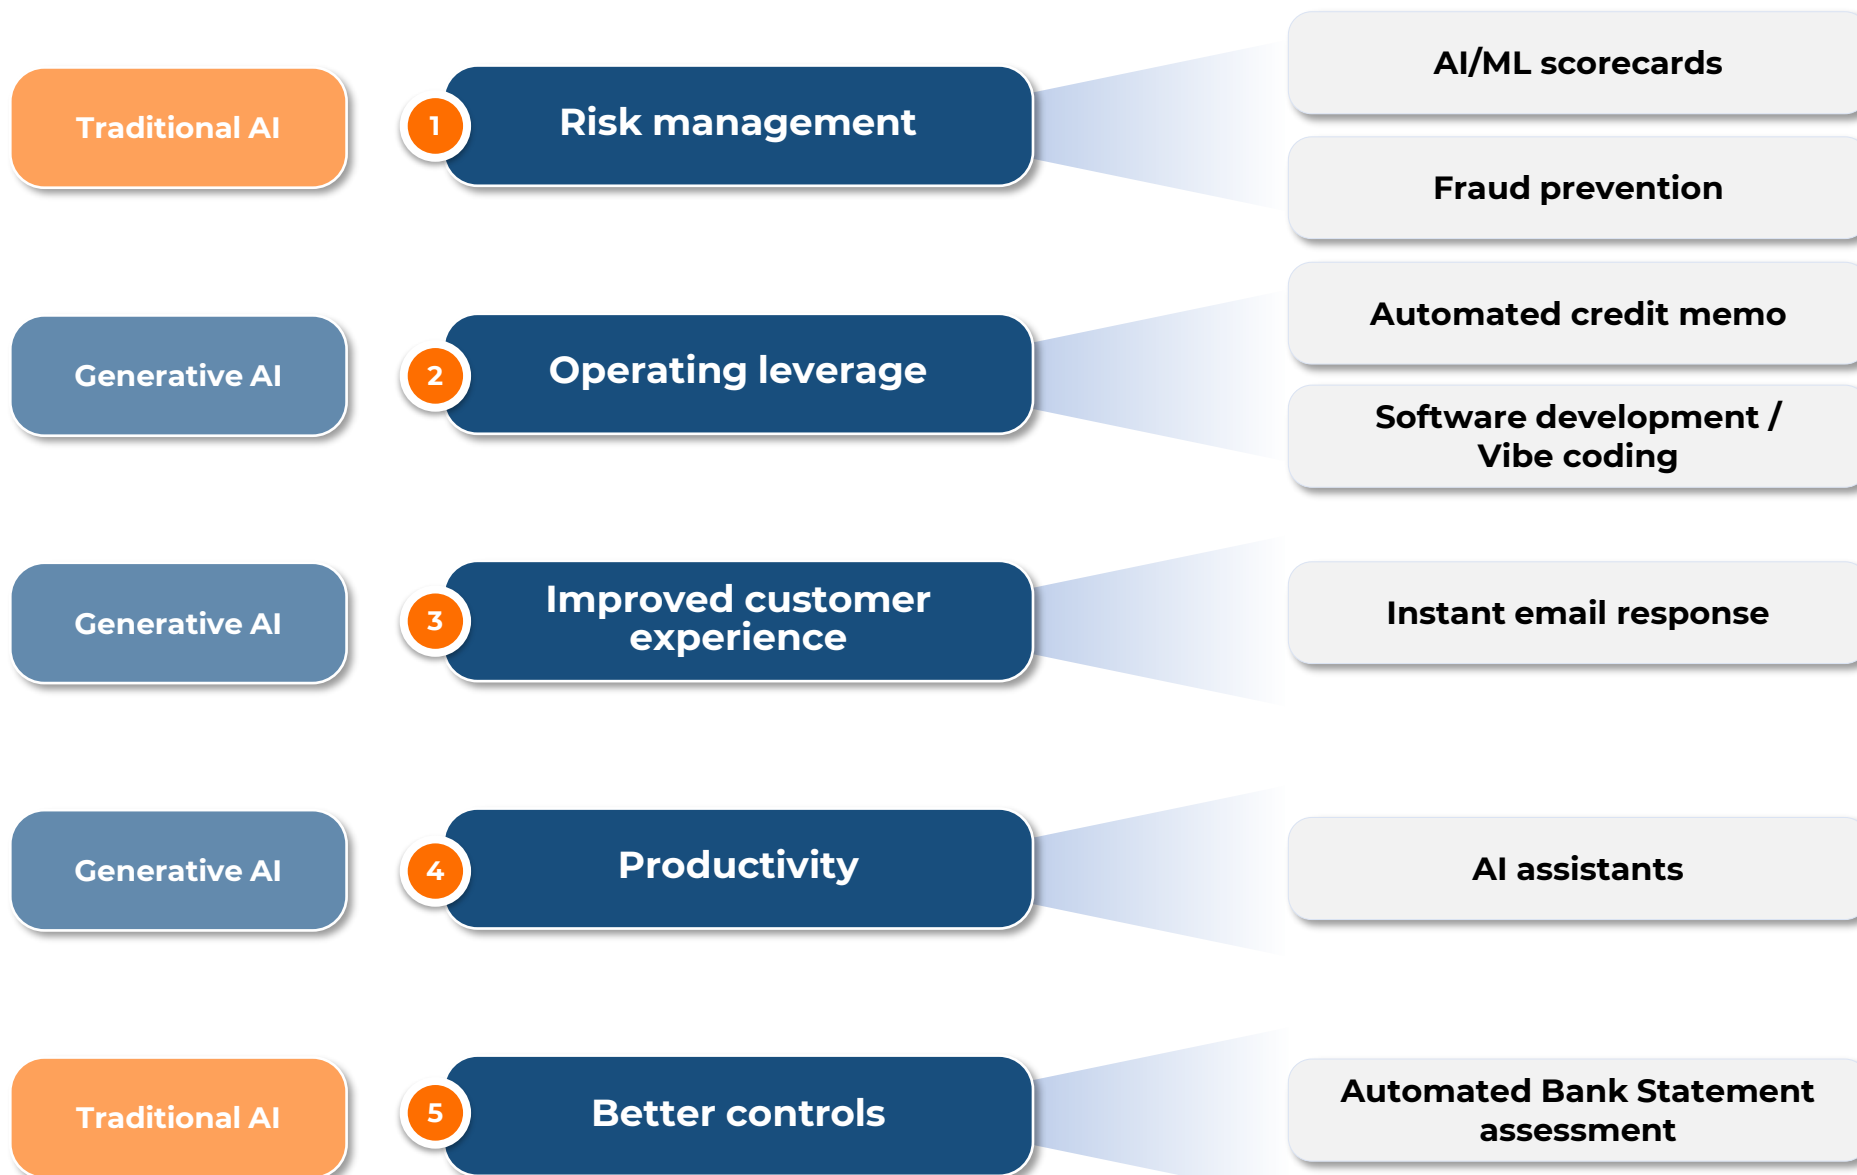 Traditional AI
1
Risk management
AI/ML scorecards
Fraud prevention
Generative AI
2
Operating leverage
Automated credit memo
Software development /
Vibe coding
Generative AI
3
Improved customer
experience
Instant email response
Generative AI
4
Productivity
AI assistants
Traditional AI
5
Better controls
Automated Bank Statement
assessment